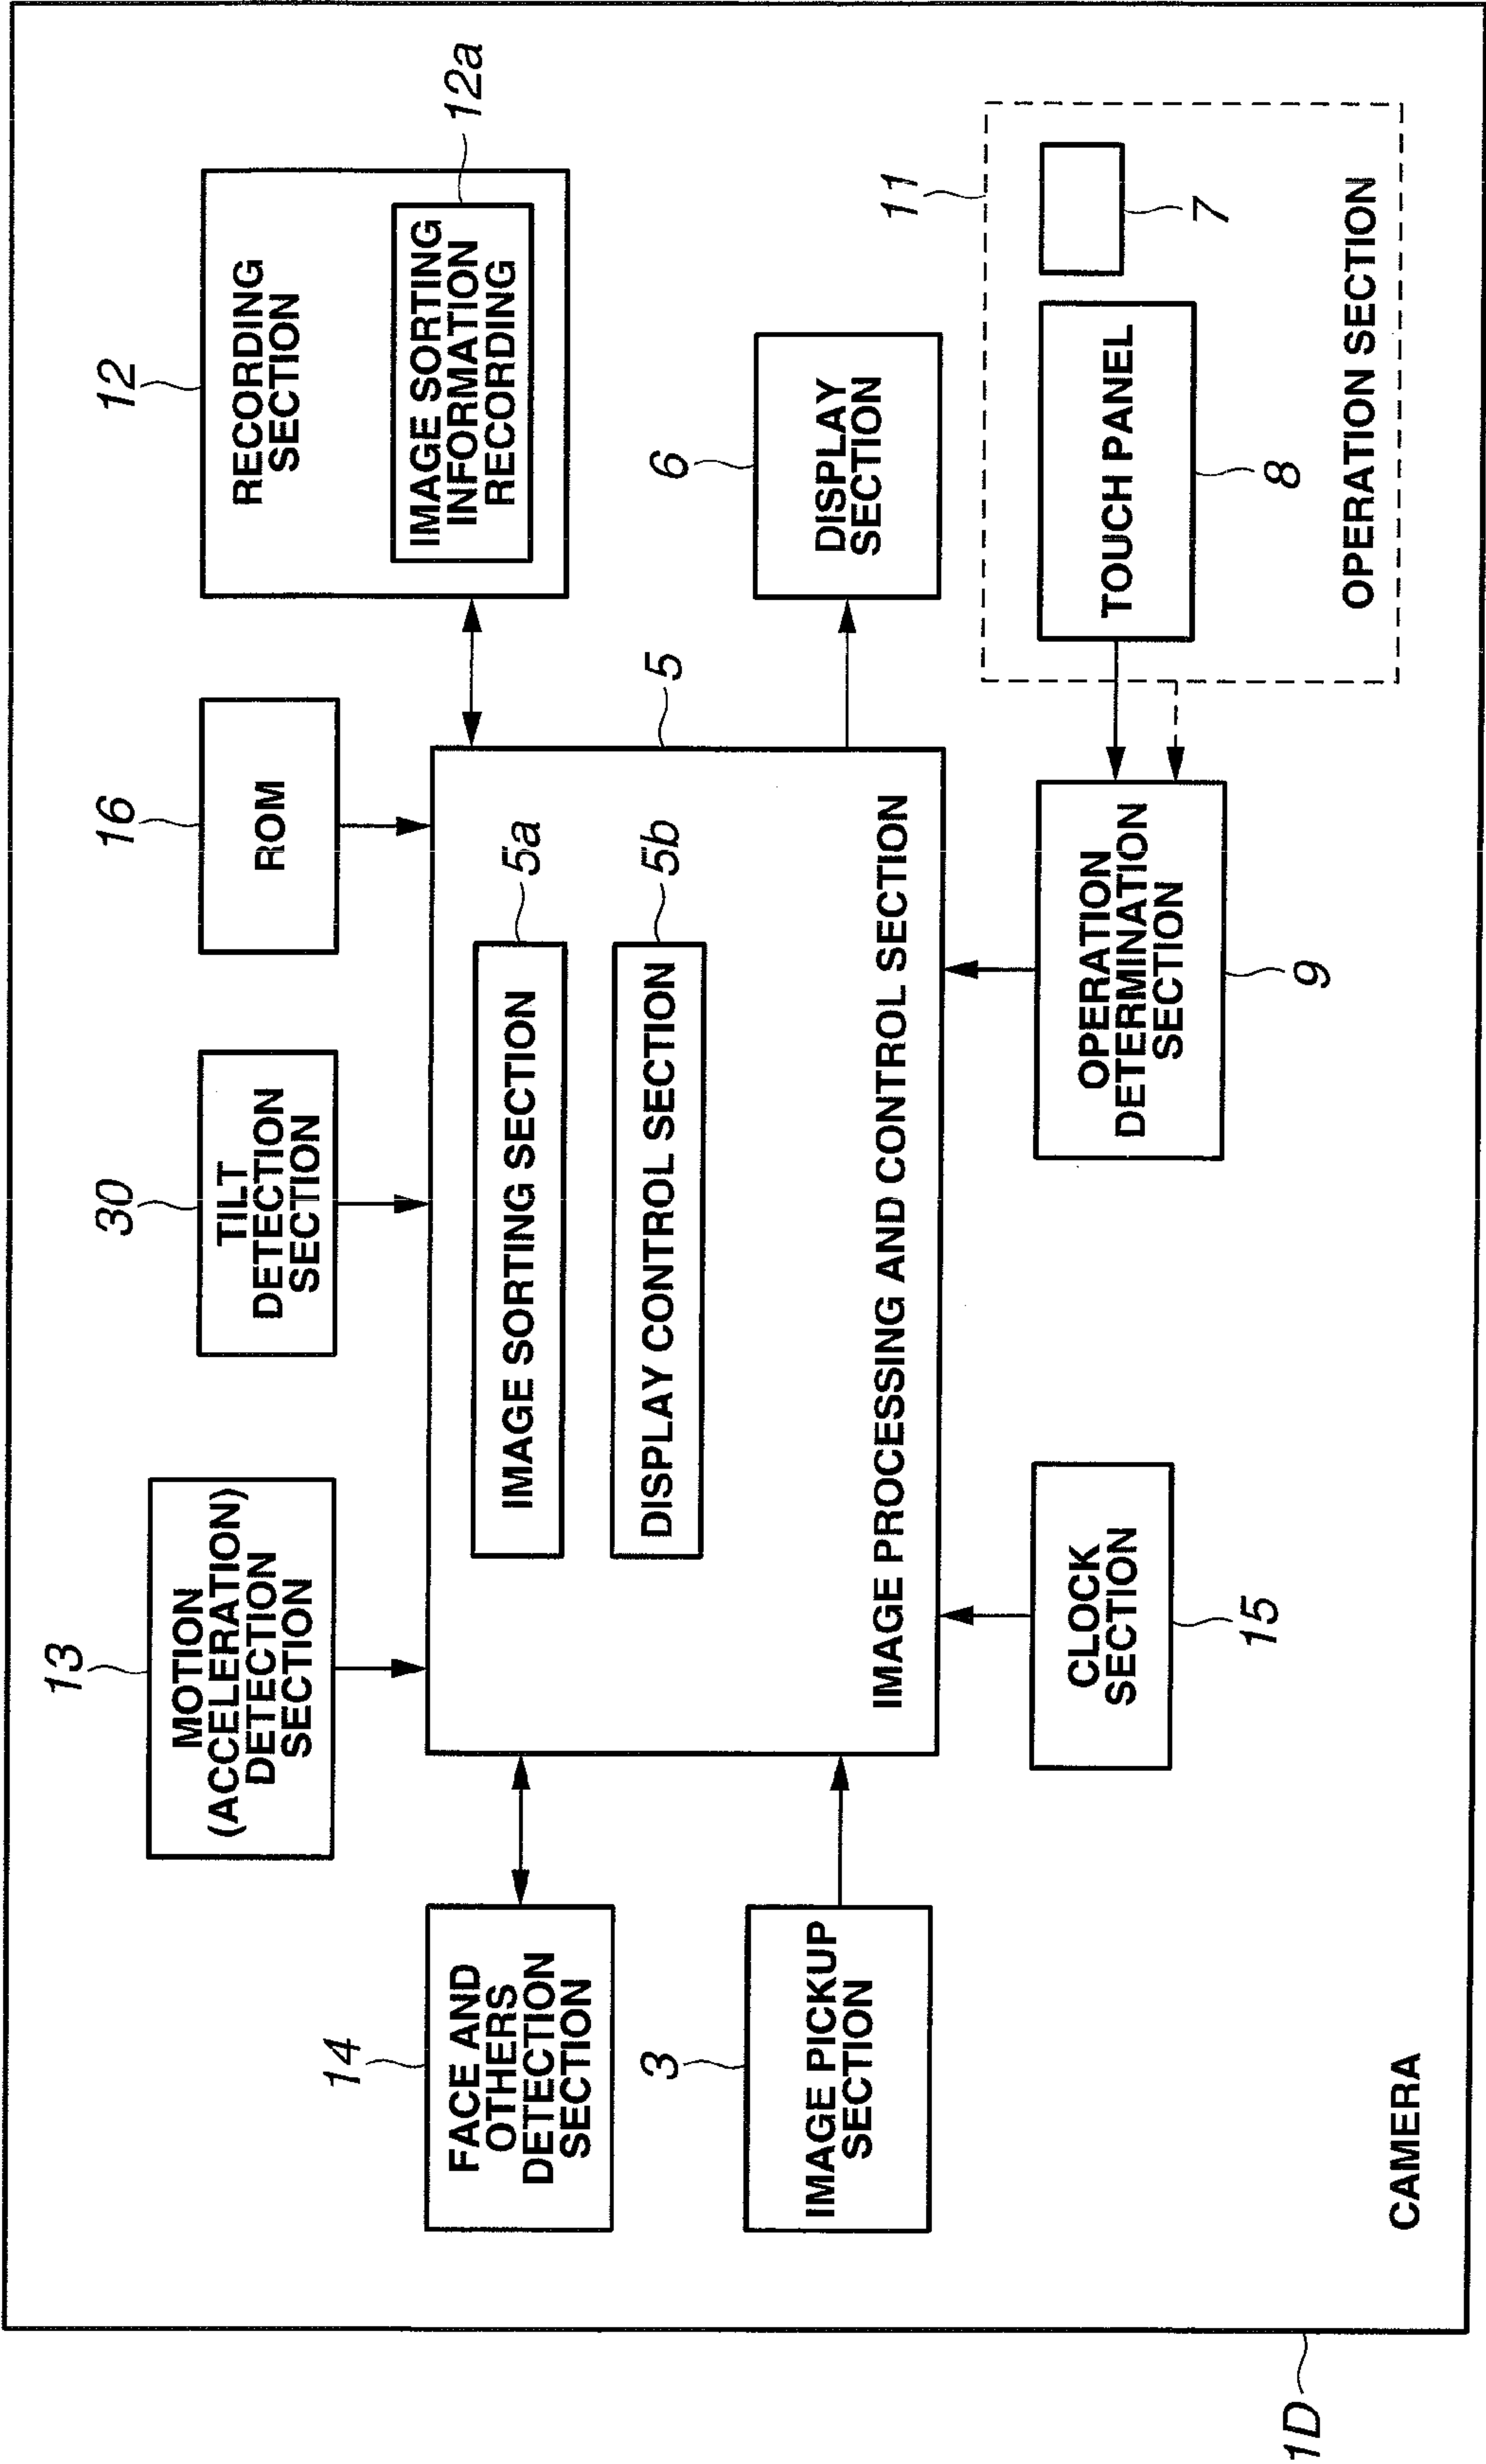 13
MOTION
(ACCELERATION)
DETECTION
SECTION
30
TILT
DETECTION
SECTION
16
ROM
12
RECORDING
SECTION
12a
IMAGE SORTING
INFORMATION
RECORDING
14
FACE AND
OTHERS
DETECTION
SECTION
5
IMAGE SORTING SECTION
5a
DISPLAY CONTROL SECTION
5b
IMAGE PROCESSING AND CONTROL SECTION
3
IMAGE PICKUP
SECTION
6
DISPLAY
SECTION
15
CLOCK
SECTION
9
OPERATION
DETERMINATION
SECTION
11
TOUCH PANEL
8
7
OPERATION SECTION
CAMERA
1D